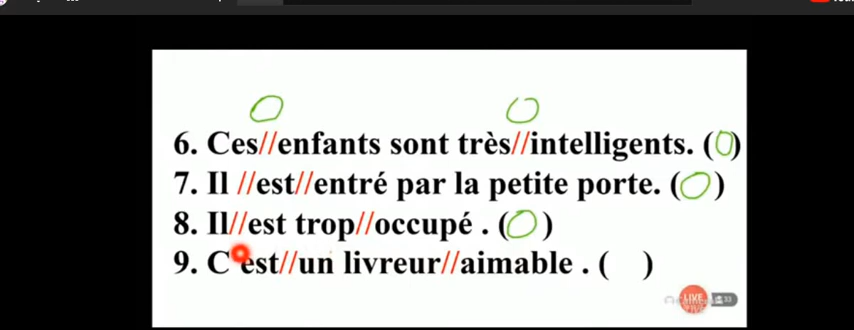 6. Ces//enfants sont très//intelligents. (O)
7. Il //est//entré par la petite porte. (O)
8. Il//est trop//occupé . (O)
9. C'est//un livreur//aimable . ( )
LIVE